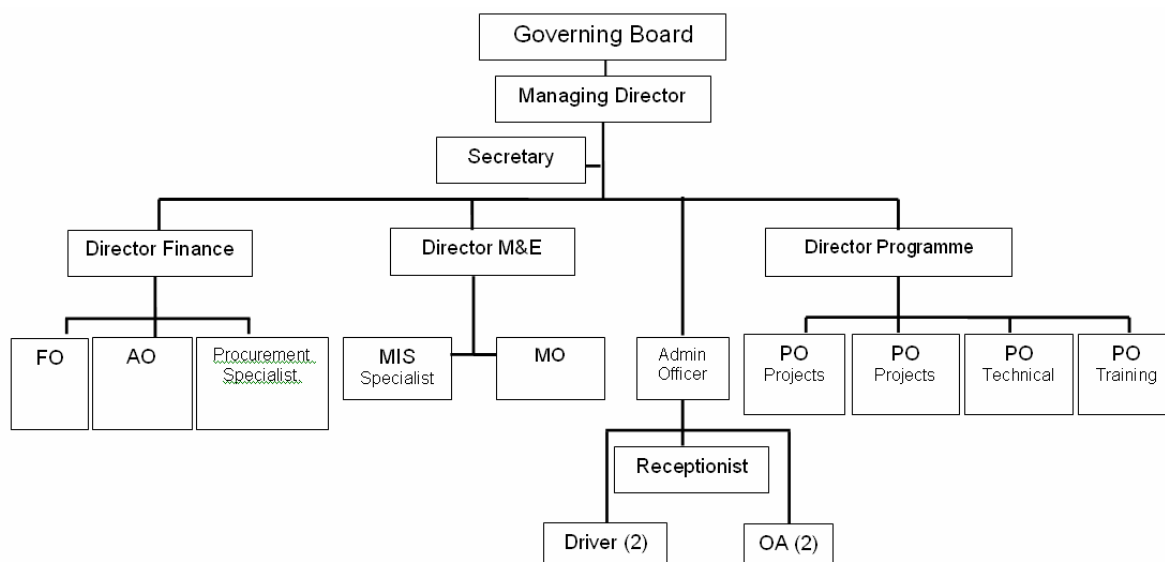 Governing Board
Managing Director
Secretary
Director Finance
Director M&E
Director Programme
FO
AO
Procurement
Specialist
MIS
Specialist
MO
Admin
Officer
PO
Projects
PO
Projects
PO
Technical
PO
Training
Receptionist
Driver (2)
OA (2)